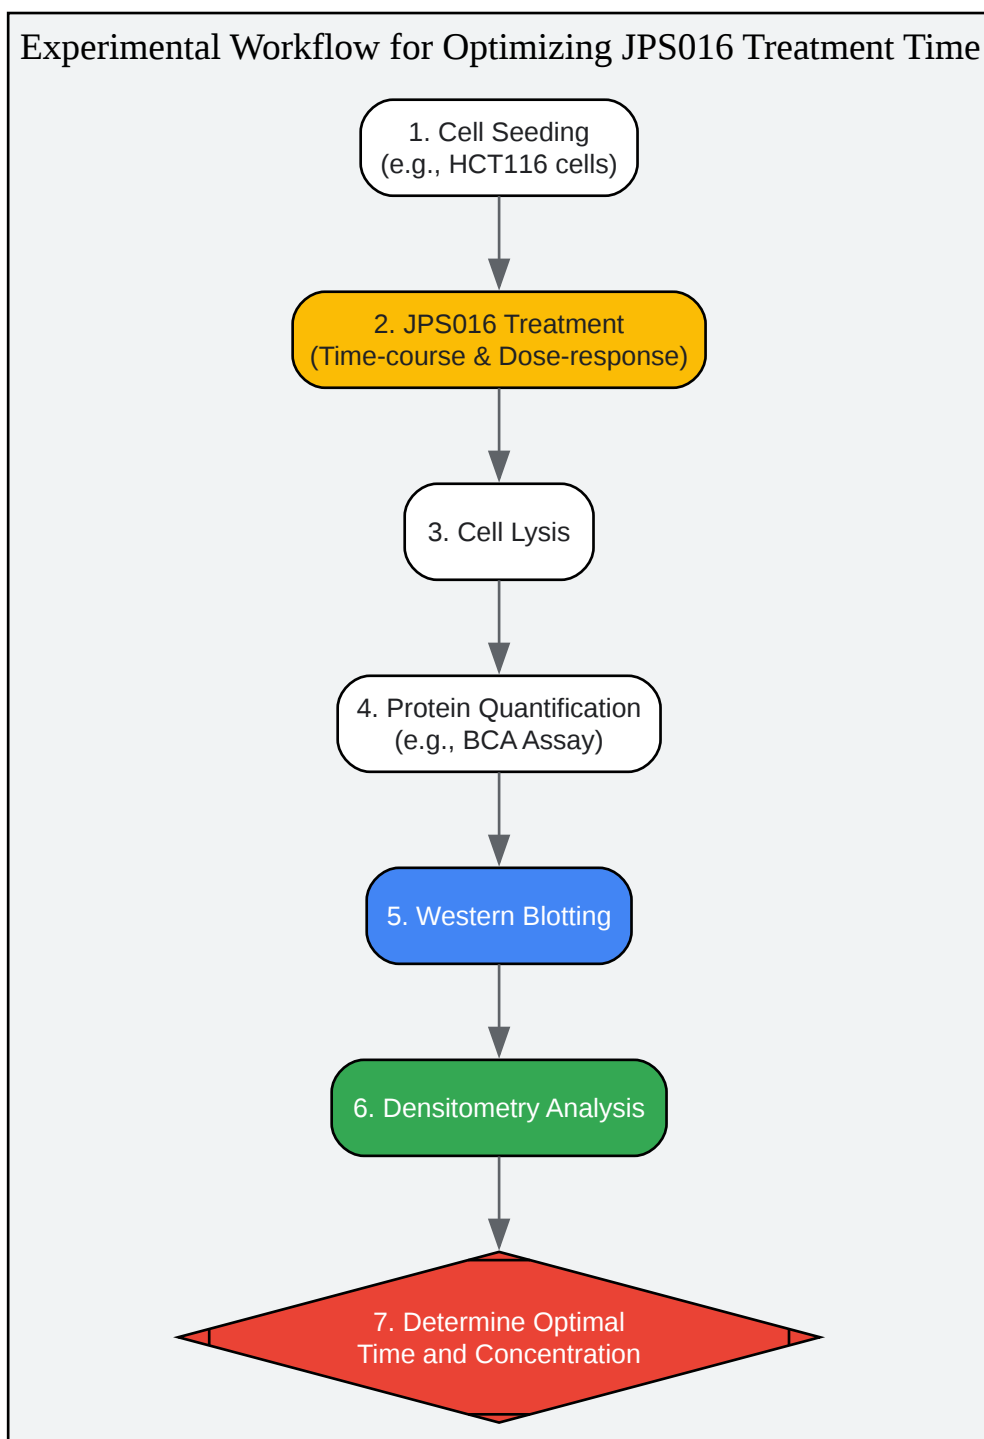 Experimental Workflow for Optimizing JPS016 Treatment Time
1. Cell Seeding
(e.g., HCT116 cells)
2. JPS016 Treatment
(Time-course & Dose-response)
3. Cell Lysis
4. Protein Quantification
(e.g., BCA Assay)
5. Western Blotting
6. Densitometry Analysis
7. Determine Optimal
Time and Concentration